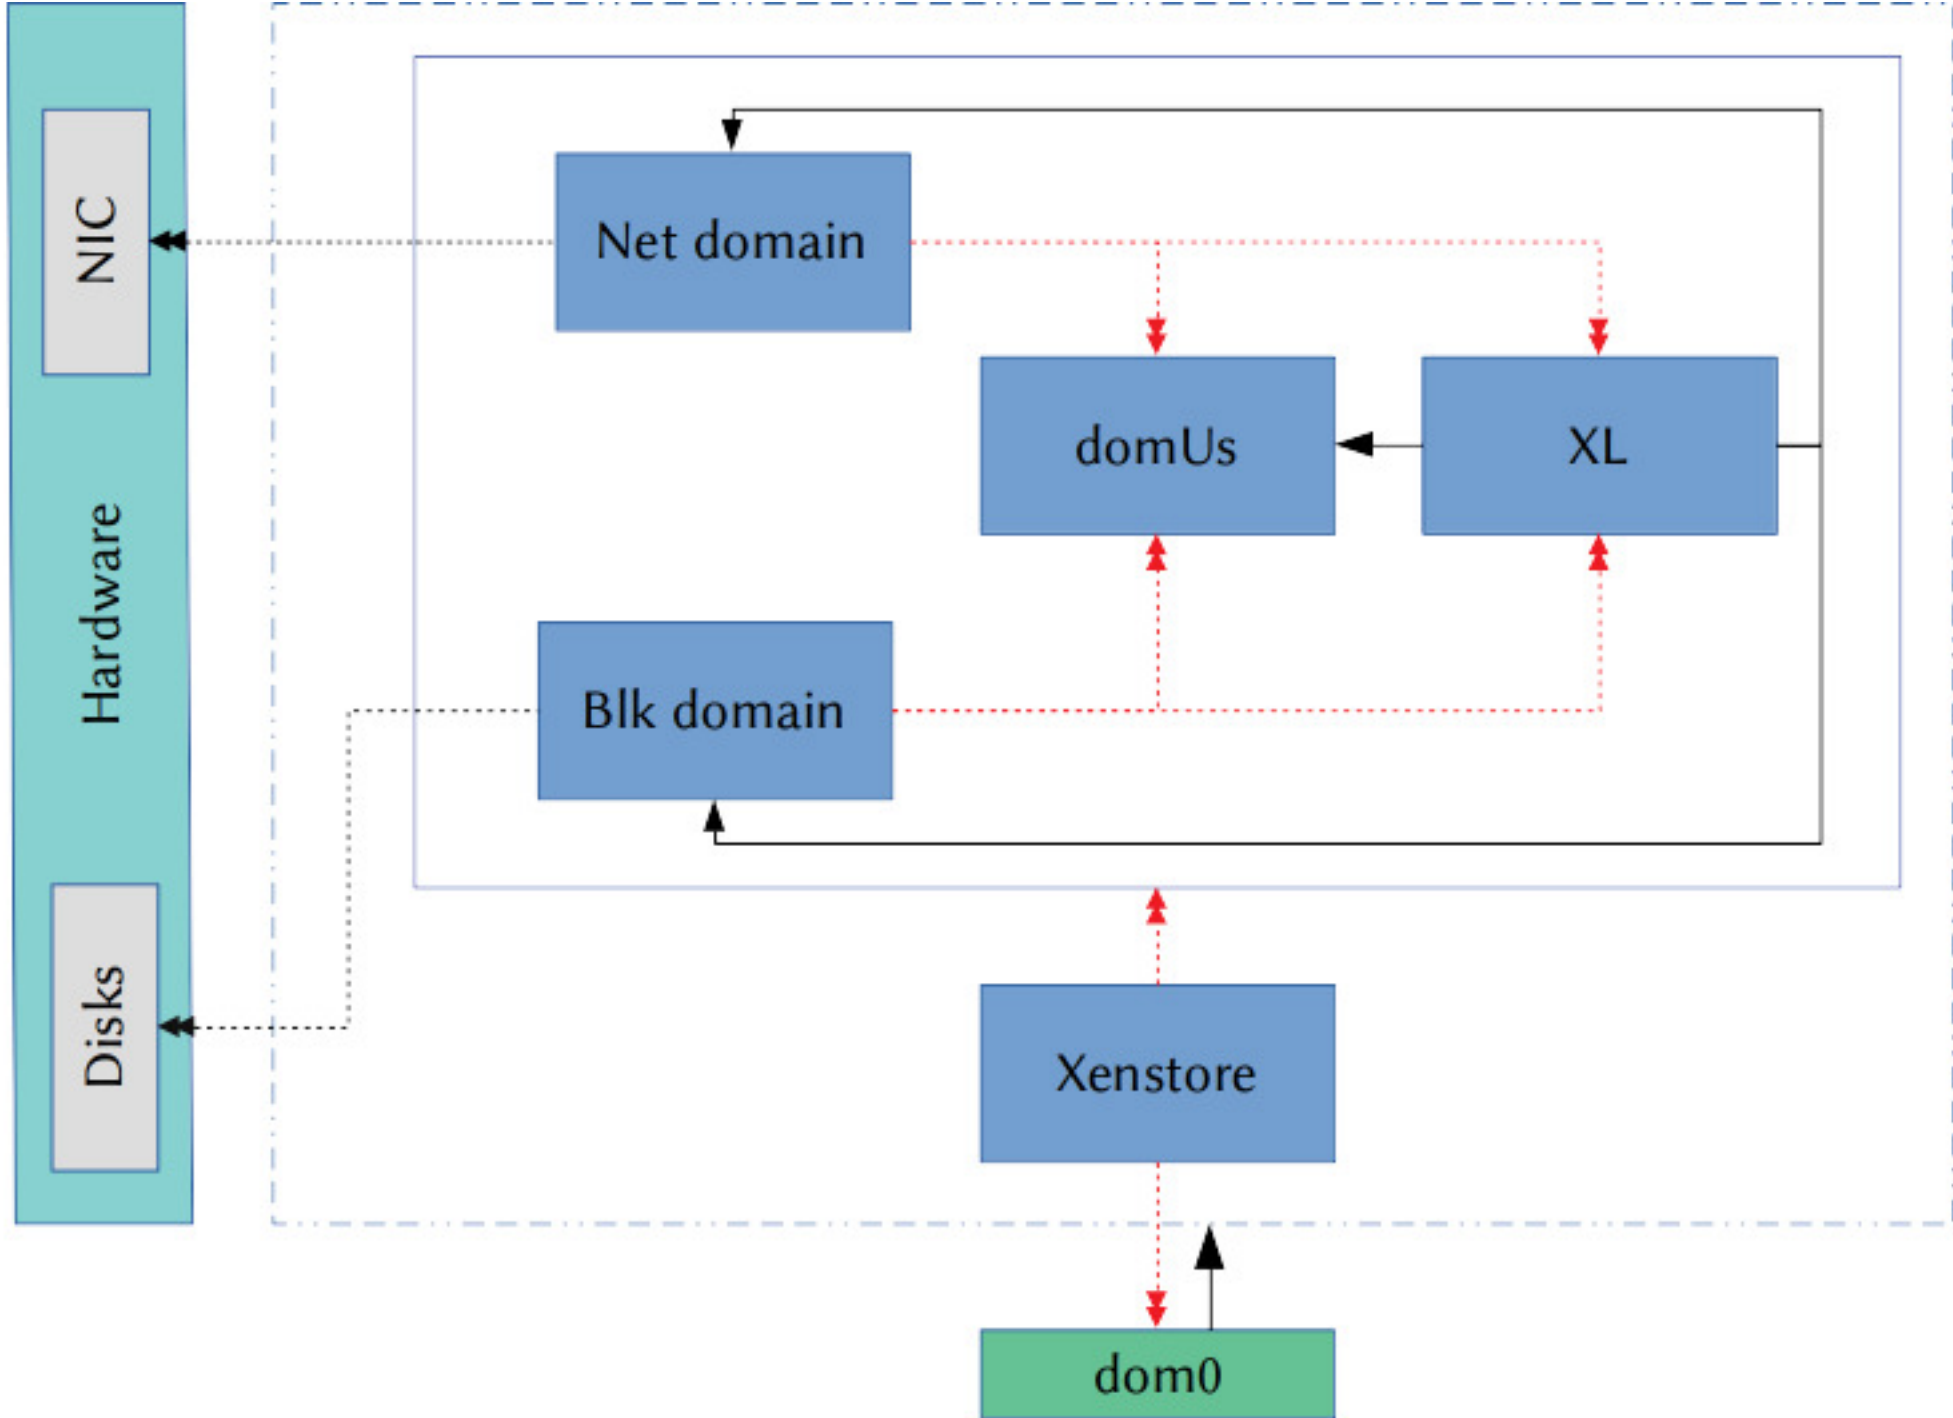 NIC
Hardware
Disks
Net domain
domUs
XL
Blk domain
Xenstore
dom0